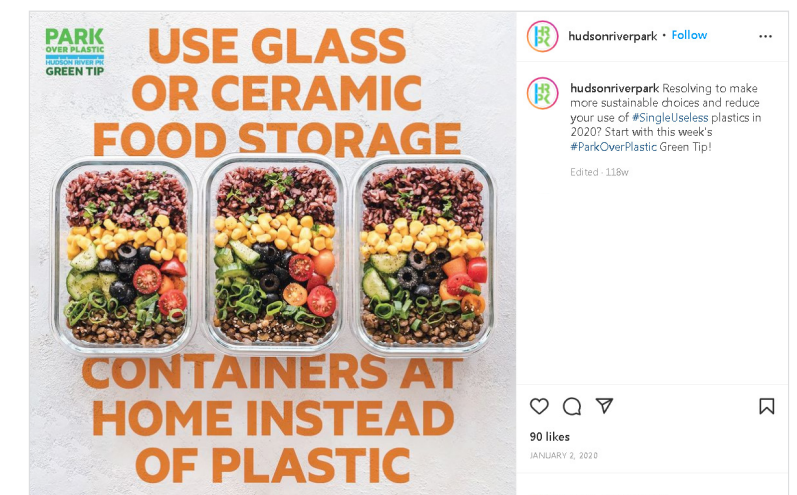 PARK
OVER PLASTIC
HUDSON RIVER PK
GREEN TIP
USE GLASS
OR CERAMIC
FOOD STORAGE
CONTAINERS AT
HOME INSTEAD
OF PLASTIC
hudsonriverpark • Follow
hudsonriverpark Resolving to make
more sustainable choices and reduce
your use of #SingleUseless plastics in
2020? Start with this week's
#ParkOverPlastic Green Tip!
Edited · 118w
90 likes
JANUARY 2, 2020